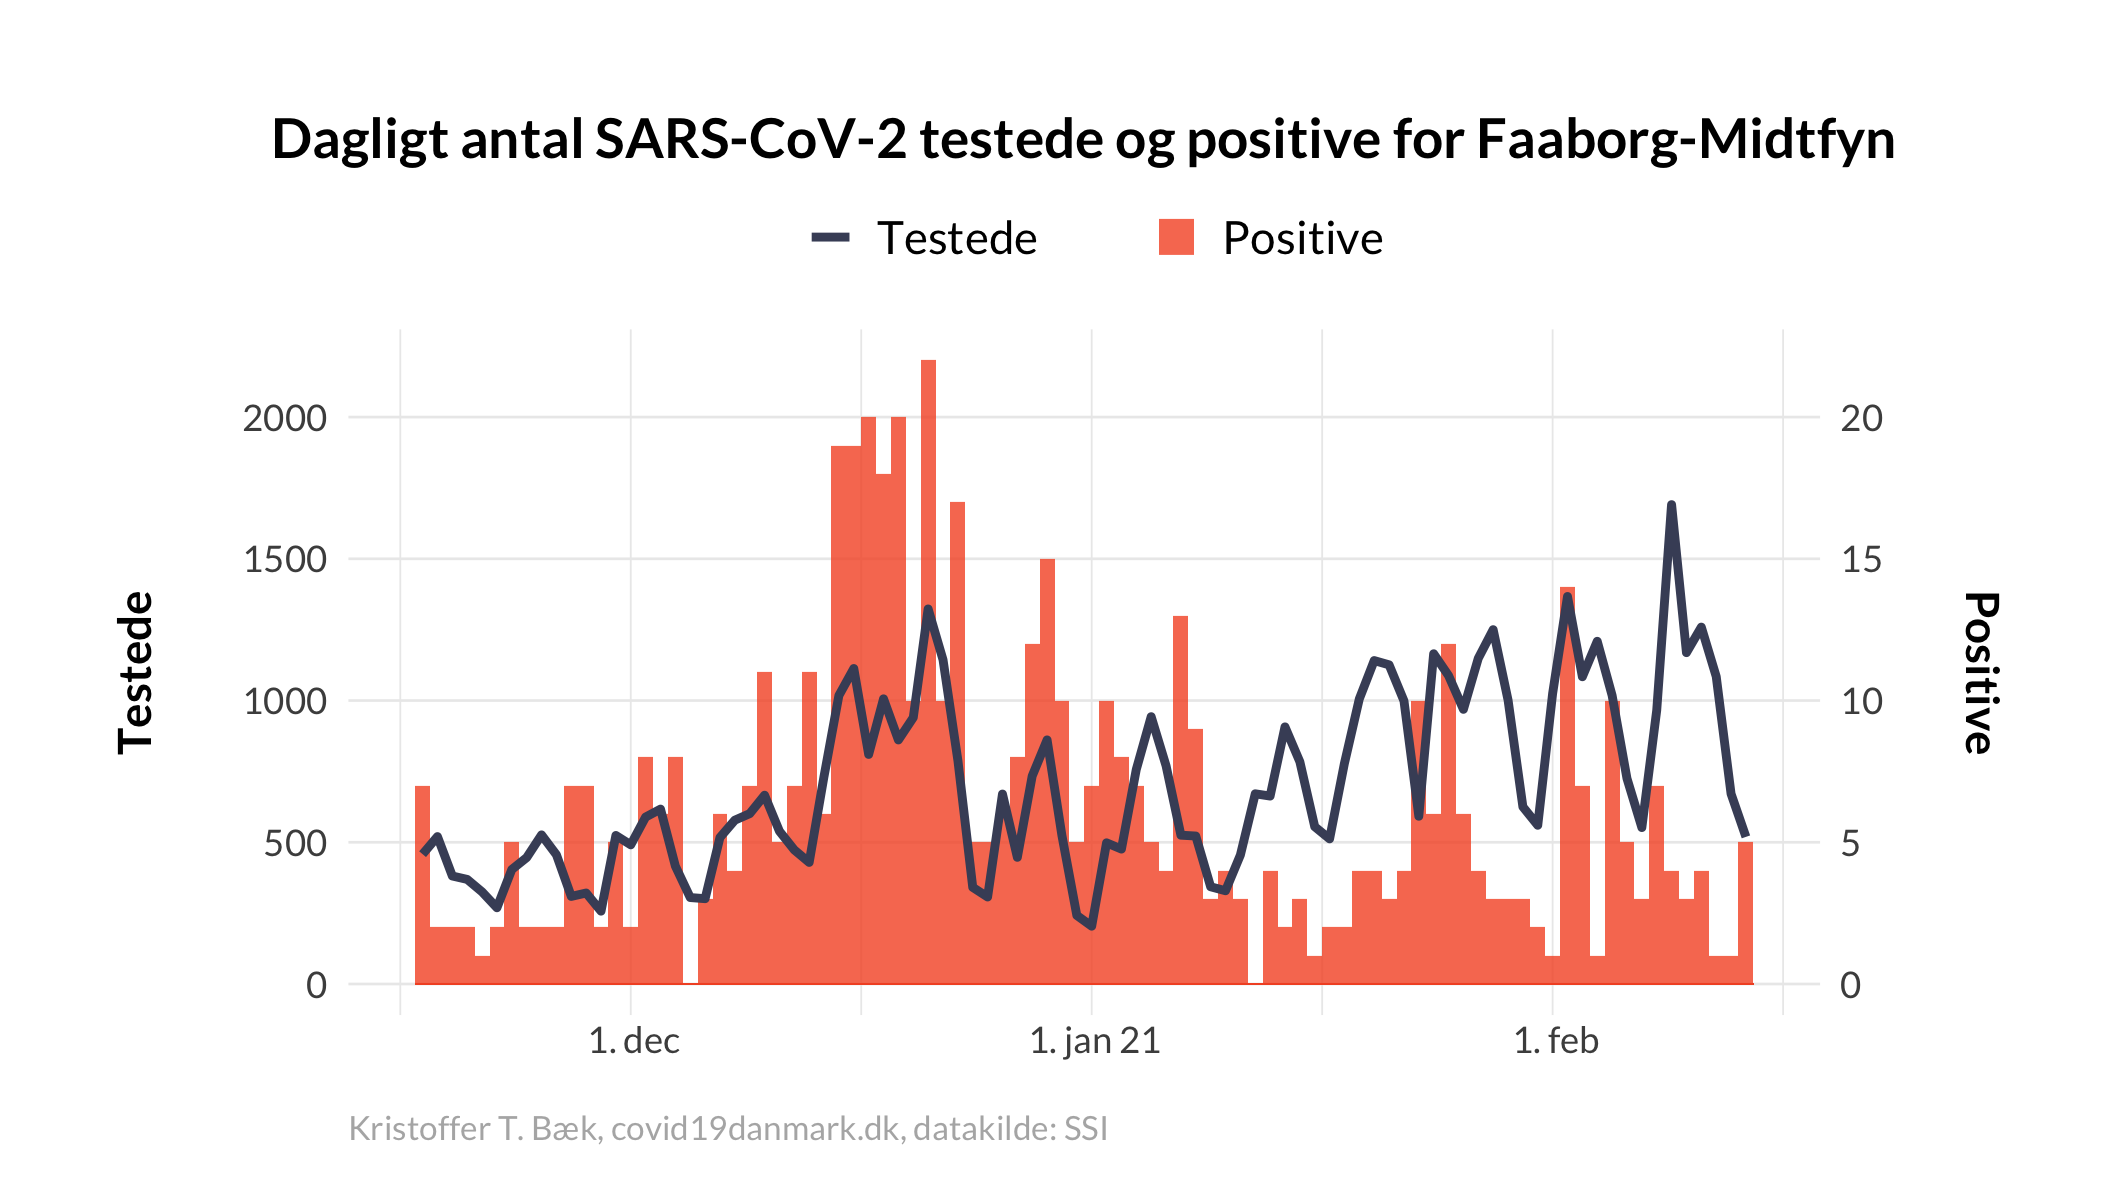 Dagligt antal SARS-CoV-2 testede og positive for Faaborg-Midtfyn
Testede
Positive
2000
1500
1000
500
0
20
15
10
5
0
Testede
Positive
1. dec
1. jan 21
1. feb
Kristoffer T. Bæk, covid19danmark.dk, datakilde: SSI